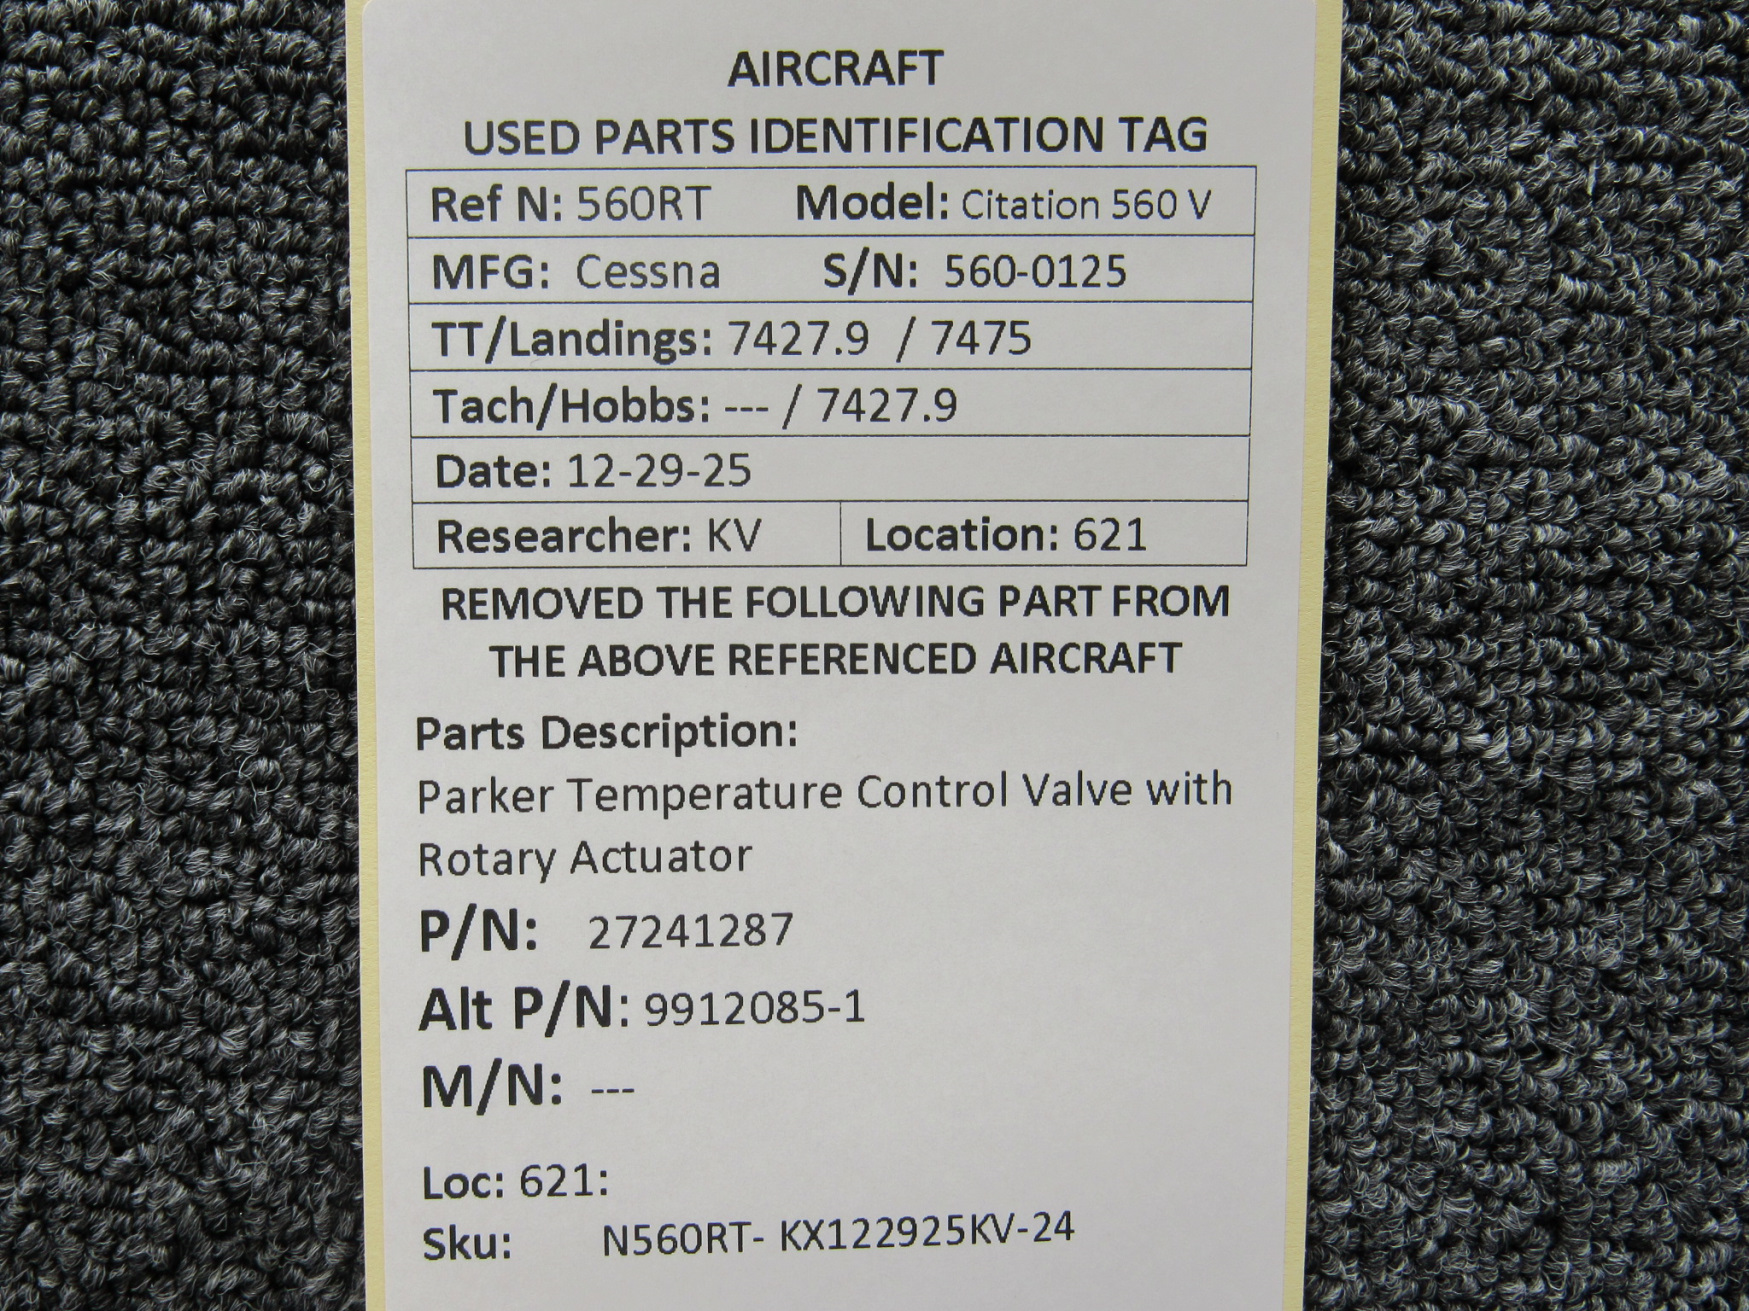 AIRCRAFT
USED PARTS IDENTIFICATION TAG
Ref N: 560RT Model: Citation 560 V
MFG: Cessna S/N: 560-0125
TT/Landings: 7427.9 / 7475
Tach/Hobbs: --- / 7427.9
Date: 12-29-25
Researcher: KV Location: 621
REMOVED THE FOLLOWING PART FROM
THE ABOVE REFERENCED AIRCRAFT
Parts Description:
Parker Temperature Control Valve with
Rotary Actuator
P/N: 27241287
Alt P/N: 9912085-1
M/N: ---
Loc: 621:
Sku: N560RT- KX122925KV-24